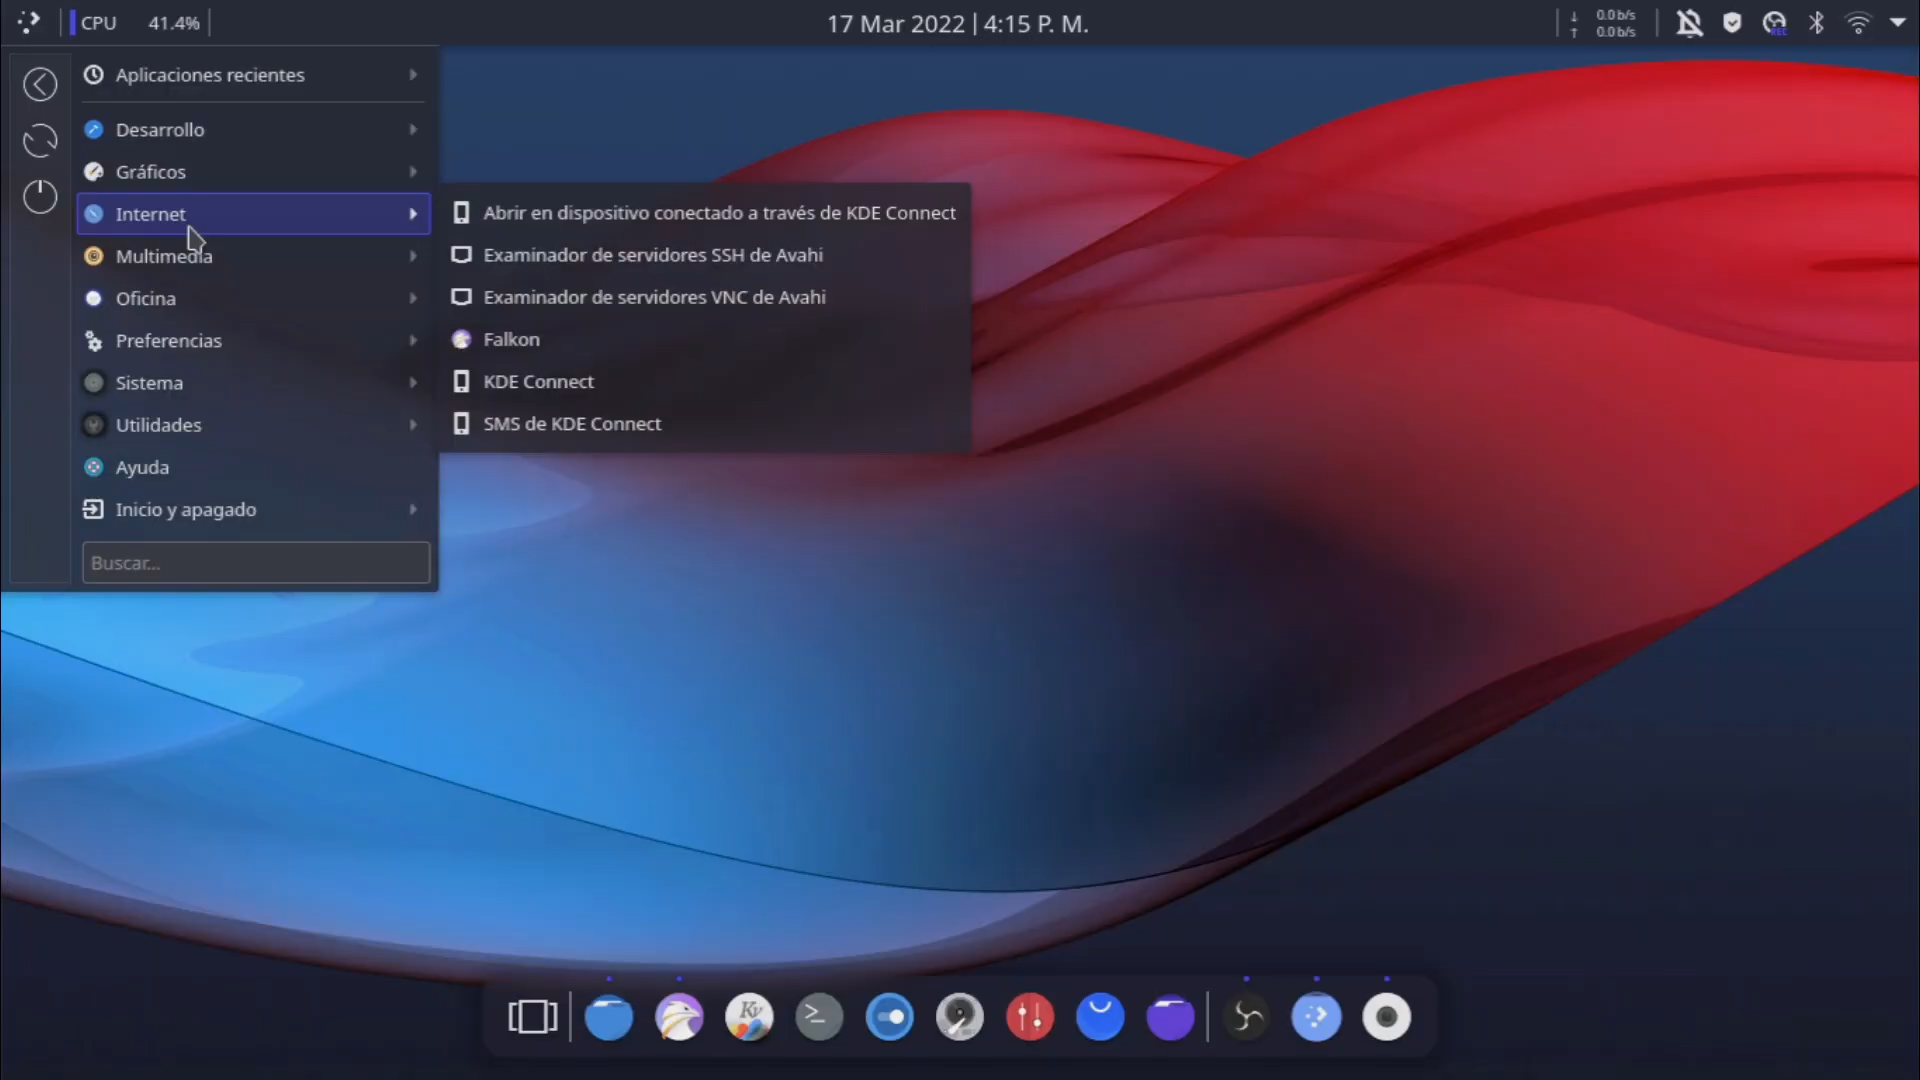 CPU 41.4%
17 Mar 2022 | 4:15 P. M.
↓ 0.0 b/s
↑ 0.0 b/s
REC
Aplicaciones recientes
Desarrollo
Gráficos
Internet
Multimedia
Oficina
Preferencias
Sistema
Utilidades
Ayuda
Inicio y apagado
Buscar...
Abrir en dispositivo conectado a través de KDE Connect
Examinador de servidores SSH de Avahi
Examinador de servidores VNC de Avahi
Falkon
KDE Connect
SMS de KDE Connect
Kv